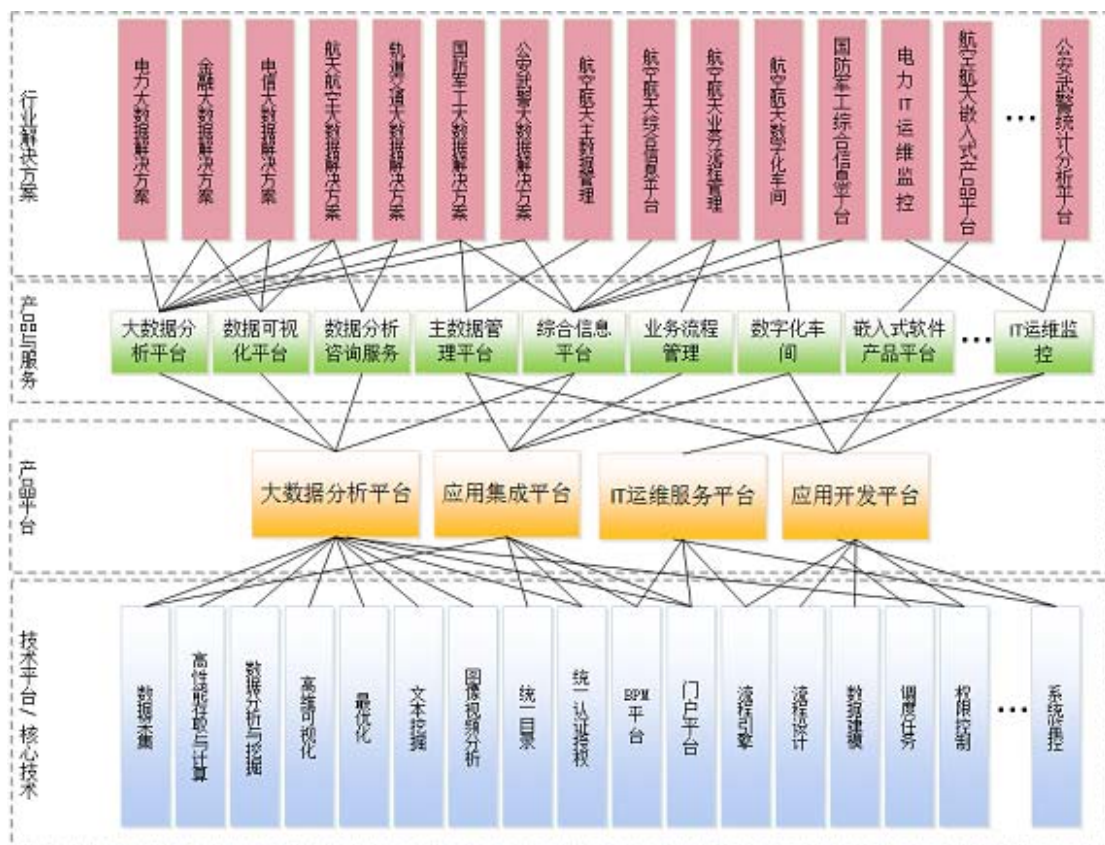 行业解决方案
电力大数据解决方案
金融大数据解决方案
电信大数据解决方案
航天航空大数据解决方案
轨道交通大数据解决方案
国防军工大数据解决方案
公安武警大数据解决方案
航空航天主数据管理
航空航天综合信息平台
航空航天业务流程管理
航空航天数字化车间
国防军工综合信息平台
电力IT运维监控
航空航天嵌入式产品平台
...
公安武警统计分析平台
产品与服务
大数据分
析平台
数据可视
化平台
数据分析
咨询服务
主数据管
理平台
综合信息
平台
业务流程
管理
数字化车
间
嵌入式软件
产品平台
...
IT运维监
控
产品平台
大数据分析平台
应用集成平台
IT运维服务平台
应用开发平台
技术平台/核心技术
数据采集
高性能存取与计算
数据分析与挖掘
高维可视化
最优化
文本挖掘
图像视频分析
统一目录
统一认证授权
BPM平台
门户平台
流程引擎
流程设计
数据建模
调度任务
权限控制
...
系统监控